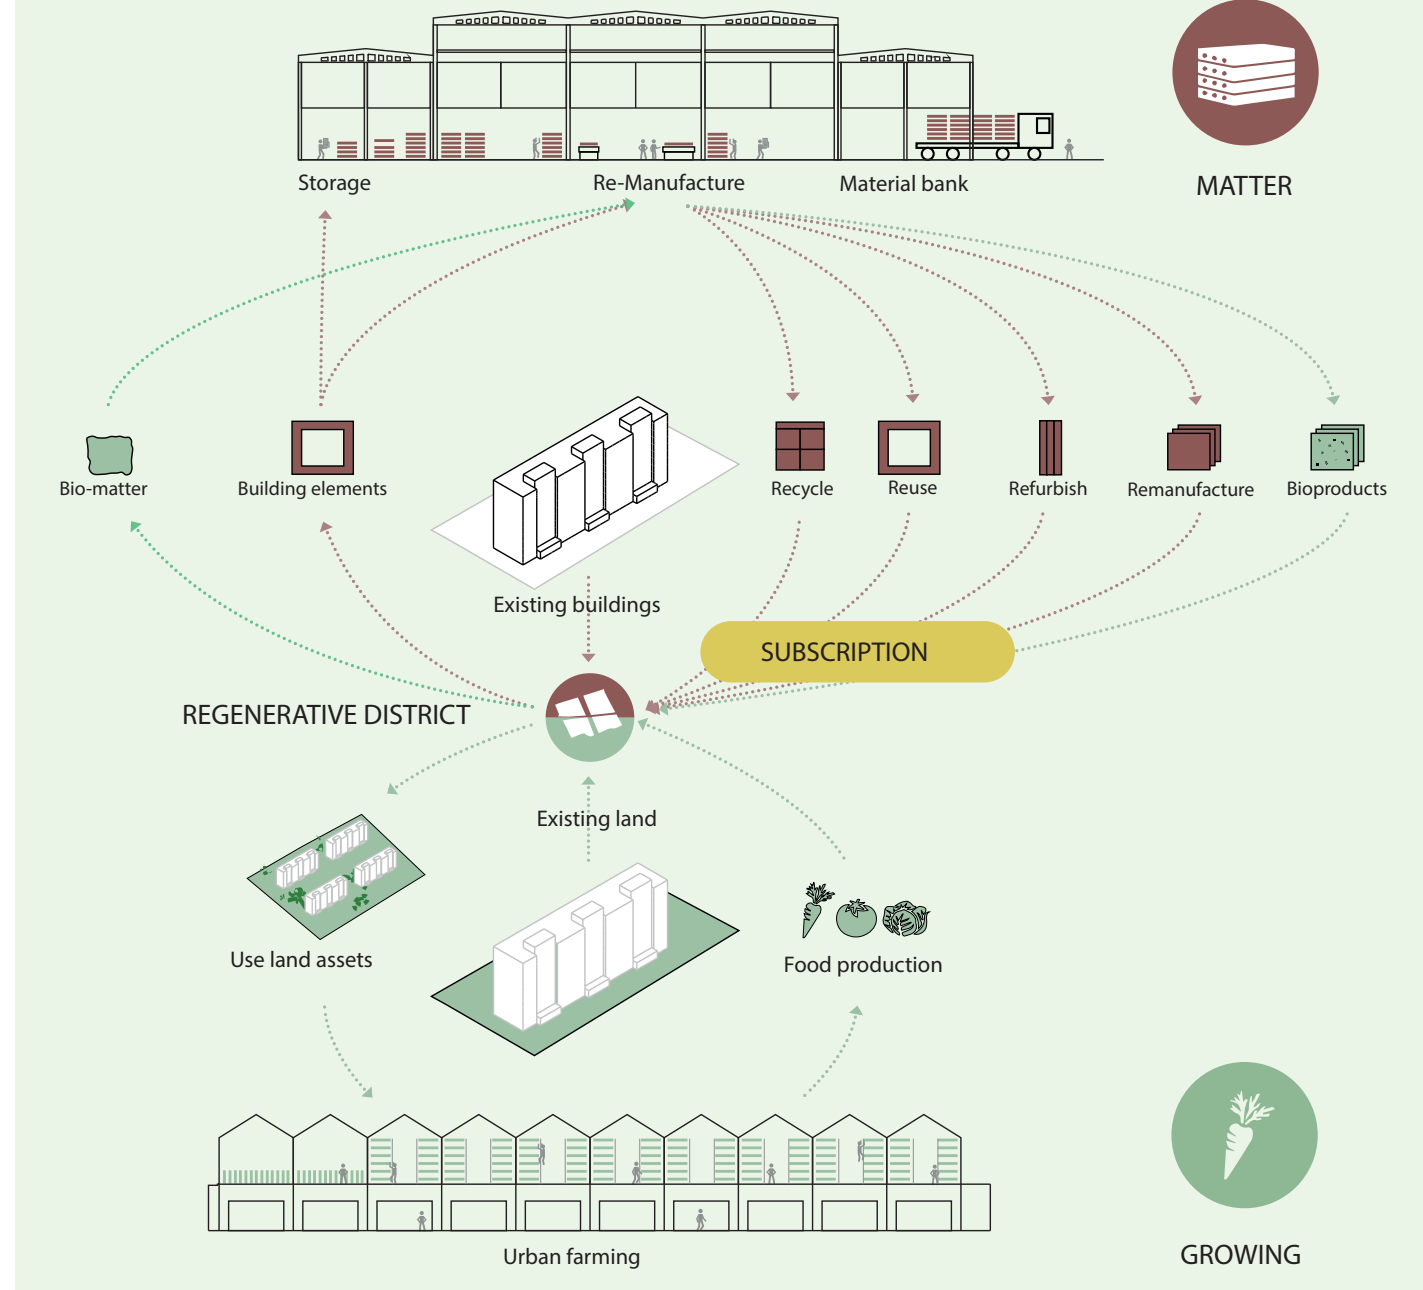 Storage
Re-Manufacture
Material bank
MATTER
Bio-matter
Building elements
Recycle
Reuse
Refurbish
Remanufacture
Bioproducts
Existing buildings
SUBSCRIPTION
REGENERATIVE DISTRICT
Existing land
Use land assets
Food production
Urban farming
GROWING